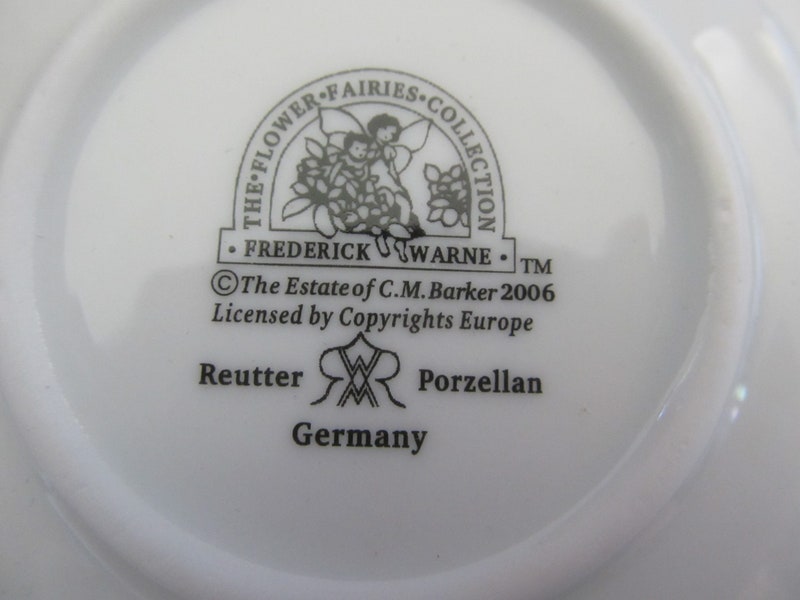 THE•FLOWER•FAIRIES•COLLECTION
• FREDERICK WARNE • TM
©The Estate of C.M. Barker 2006
Licensed by Copyrights Europe
Reutter Porzellan
Germany